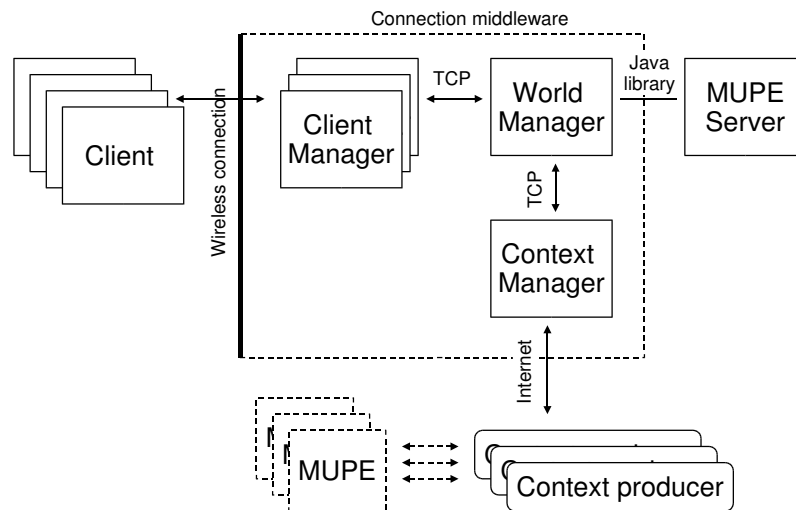 Connection middleware
Client
Wireless connection
Client
Manager
TCP
World
Manager
Java
library
MUPE
Server
TCP
Context
Manager
Internet
MUPE
Context producer